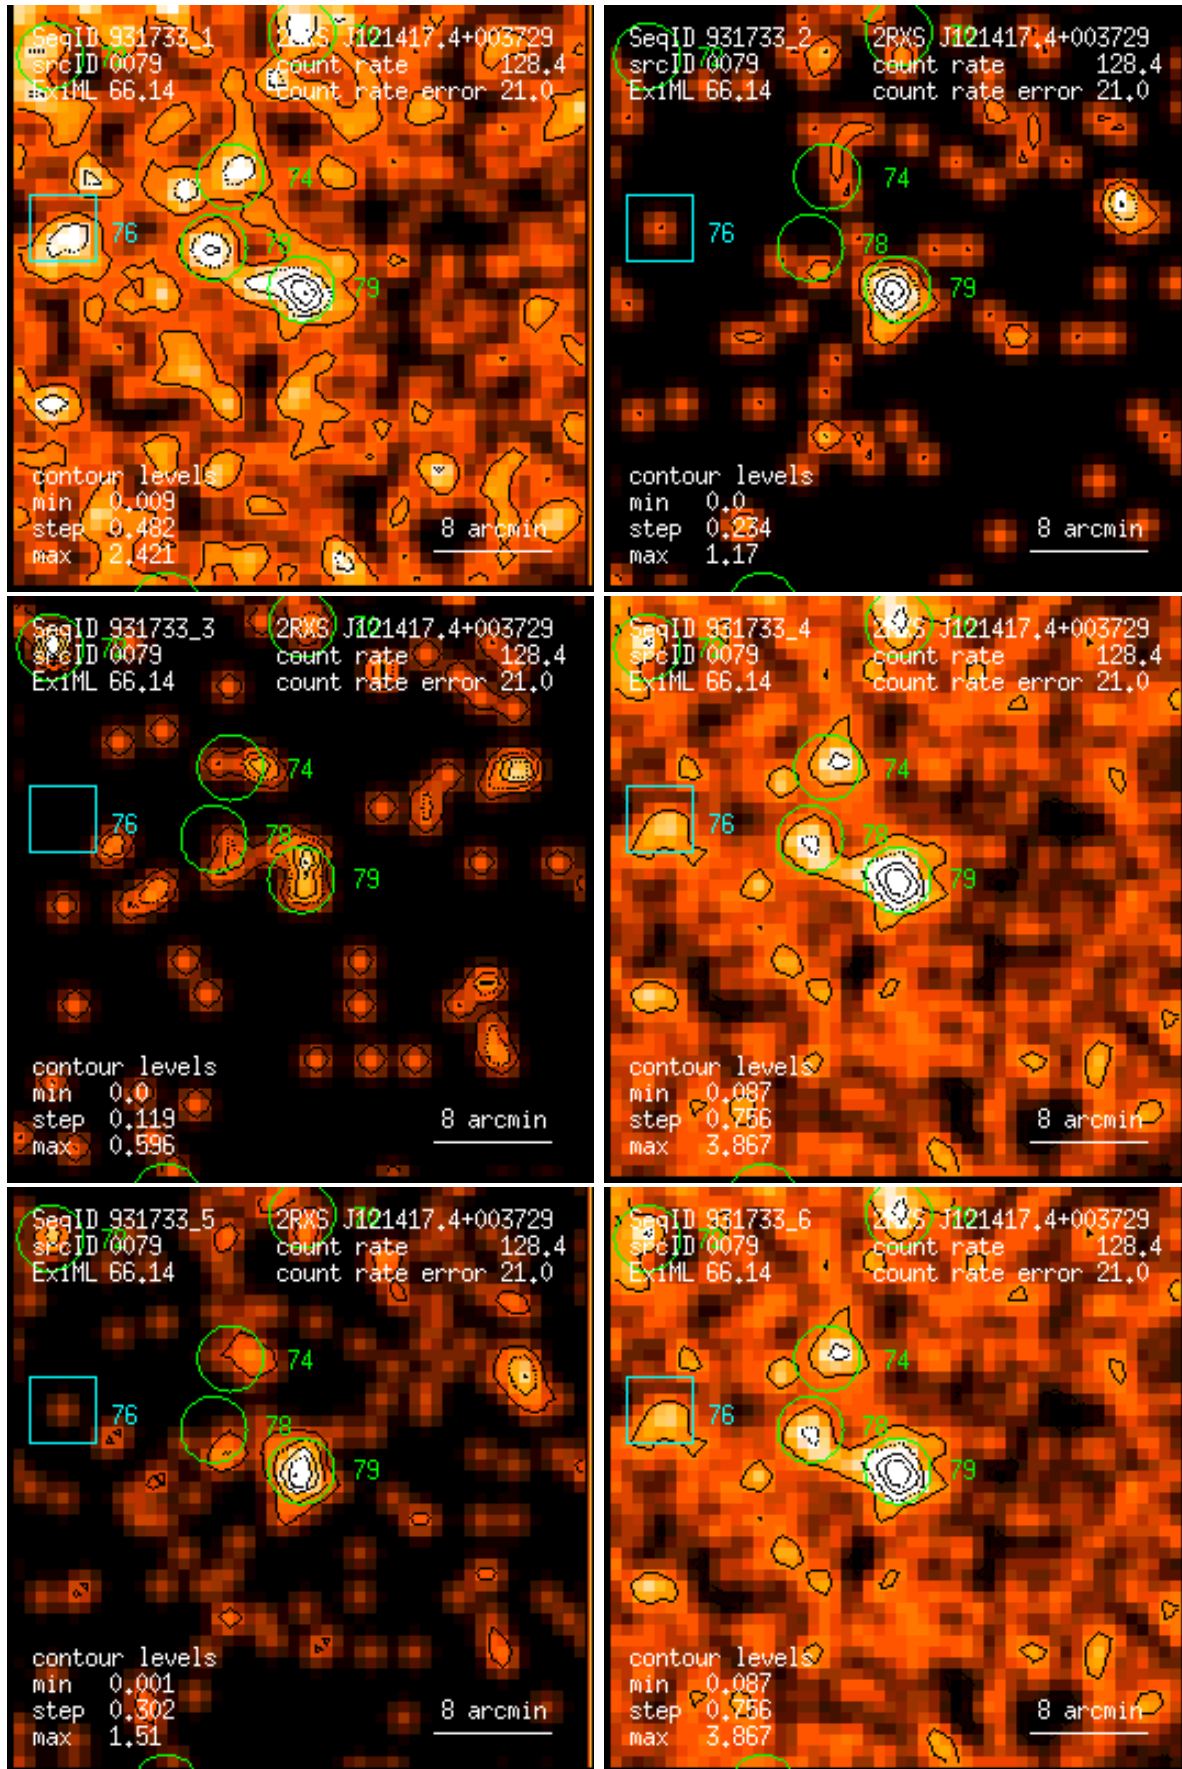 SeqID 931733_1 2RXS J121417.4+003729
srcID 0079 count rate 128.4
ExiML 66.14 count rate error 21.0
74
76
78
79
contour levels
min 0.009
step 0.482
max 2.421
8 arcmin
SeqID 931733_2 2RXS J121417.4+003729
srcID 0079 count rate 128.4
ExiML 66.14 count rate error 21.0
74
76
78
79
contour levels
min 0.0
step 0.234
max 1.17
8 arcmin
SeqID 931733_3 2RXS J121417.4+003729
srcID 0079 count rate 128.4
ExiML 66.14 count rate error 21.0
74
76
78
79
contour levels
min 0.0
step 0.119
max 0.596
8 arcmin
SeqID 931733_4 2RXS J121417.4+003729
srcID 0079 count rate 128.4
ExiML 66.14 count rate error 21.0
74
76
78
79
contour levels
min 0.087
step 0.756
max 3.867
8 arcmin
SeqID 931733_5 2RXS J121417.4+003729
srcID 0079 count rate 128.4
ExiML 66.14 count rate error 21.0
74
76
78
79
contour levels
min 0.001
step 0.302
max 1.51
8 arcmin
SeqID 931733_6 2RXS J121417.4+003729
srcID 0079 count rate 128.4
ExiML 66.14 count rate error 21.0
74
76
78
79
contour levels
min 0.087
step 0.756
max 3.867
8 arcmin